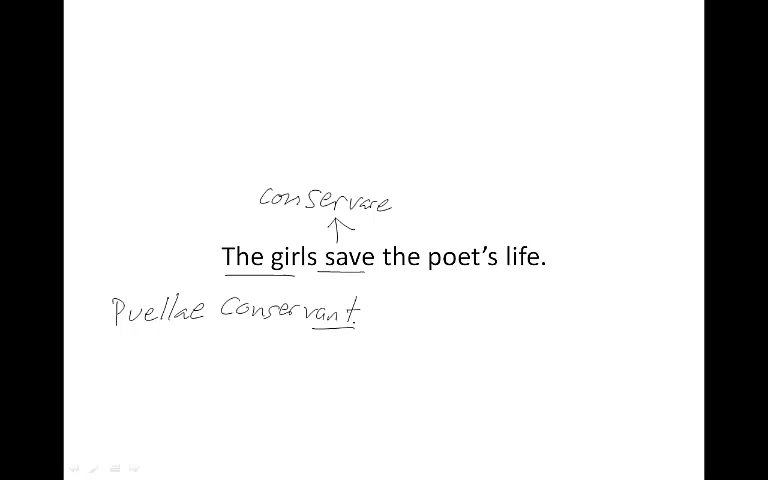 conservare
The girls save the poet's life.
Puellae conservant.